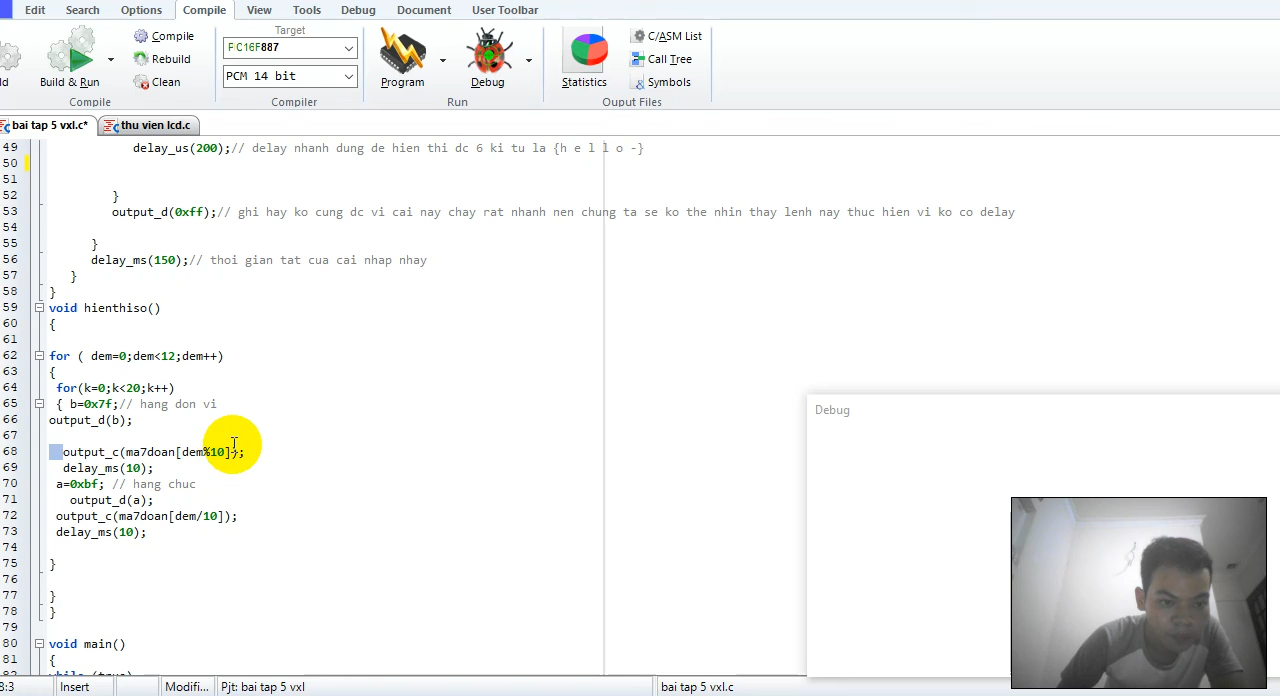 Edit Search Options Compile View Tools Debug Document User Toolbar
Compile
Rebuild
Clean
Build & Run
Compile
Target
PIC16F887
PCM 14 bit
Compiler
Program
Debug
Run
Statistics
C/ASM List
Call Tree
Symbols
Ouput Files
bai tap 5 vxl.c* thu vien lcd.c
49 delay_us(200);// delay nhanh dung de hien thi dc 6 ki tu la {h e l l o -}
50
51
52 }
53 output_d(0xff);// ghi hay ko cung dc vi cai nay chay rat nhanh nen chung ta se ko the nhin thay lenh nay thuc hien vi ko co delay
54
55 }
56 delay_ms(150);// thoi gian tat cua cai nhap nhay
57 }
58 }
59 void hienthiso()
60 {
61
62 for ( dem=0;dem<12;dem++)
63 {
64 for(k=0;k<20;k++)
65 { b=0x7f;// hang don vi
66 output_d(b);
67
68 output_c(ma7doan[dem%10]);
69 delay_ms(10);
70 a=0xbf; // hang chuc
71 output_d(a);
72 output_c(ma7doan[dem/10]);
73 delay_ms(10);
74
75 }
76
77 }
78 }
79
80 void main()
81 {
while (true)
Debug
8:3 Insert Modifi... Pjt: bai tap 5 vxl bai tap 5 vxl.c